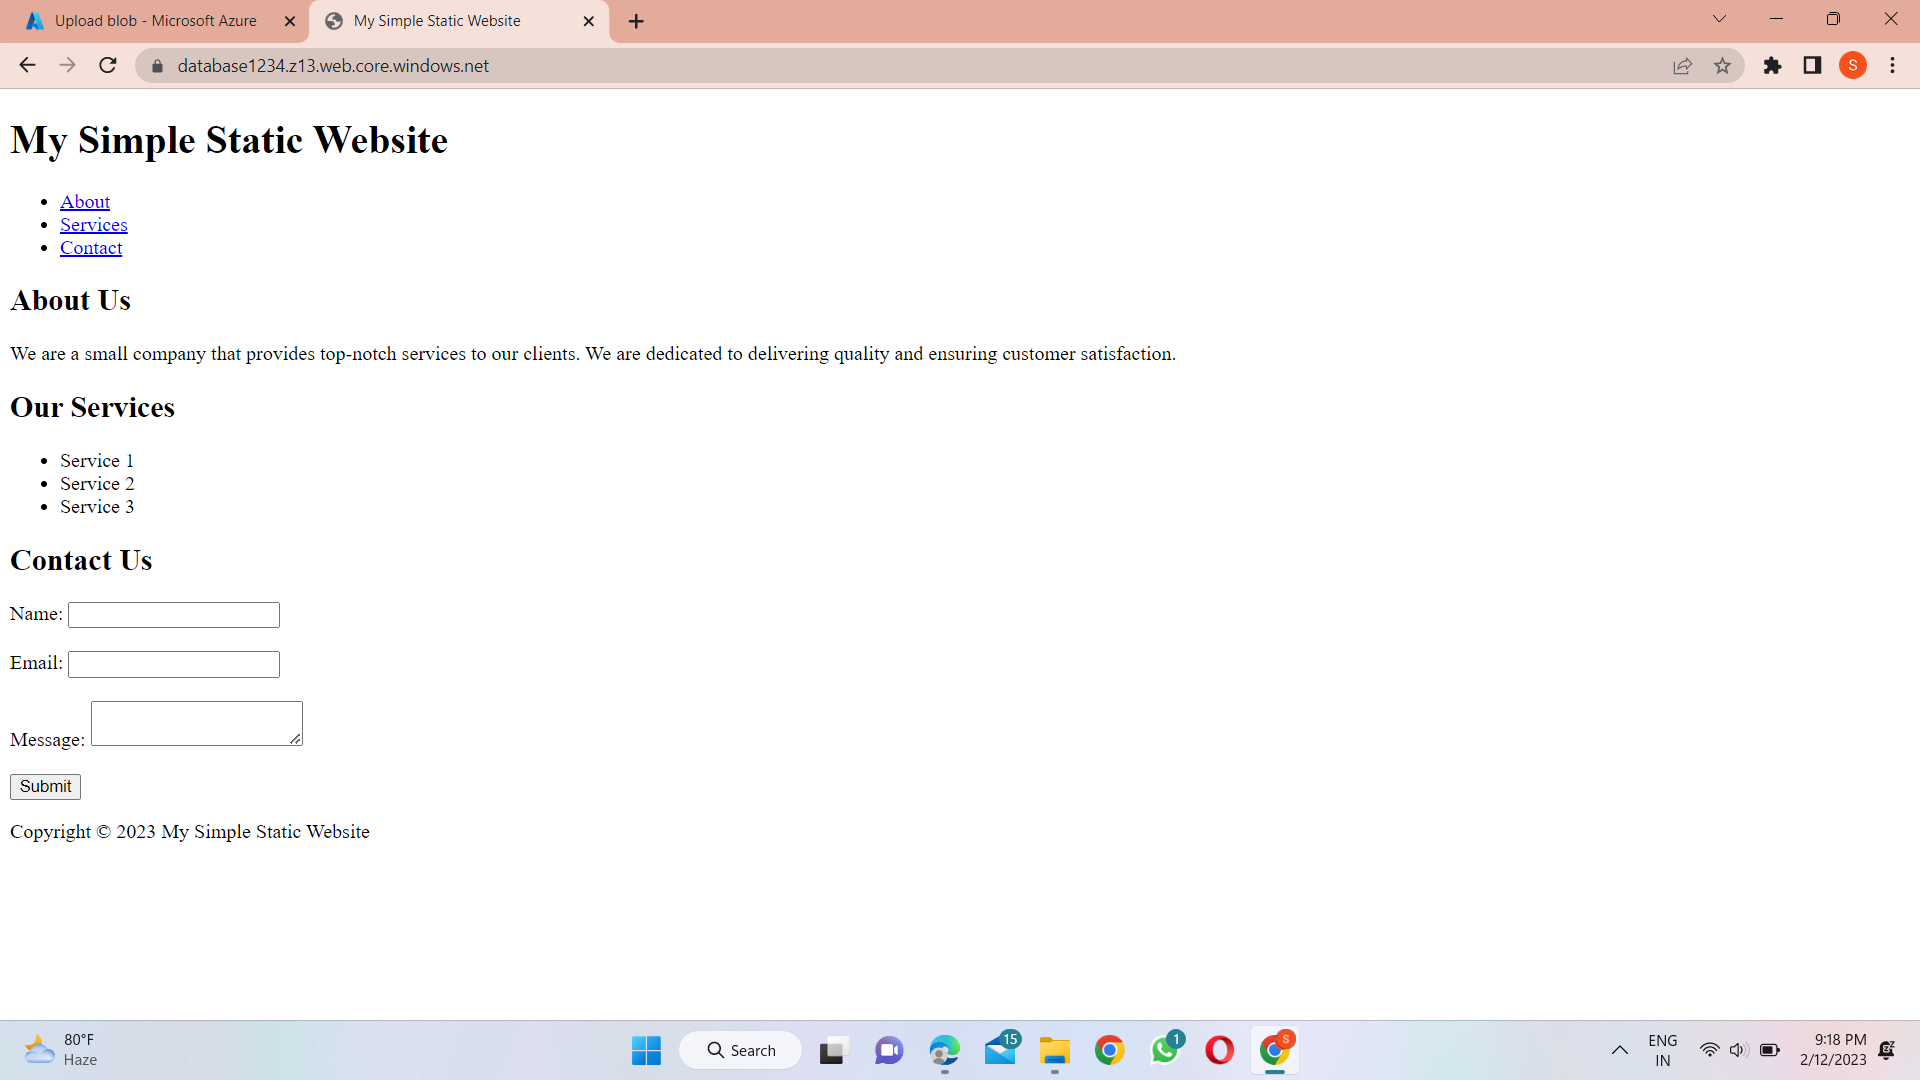 Upload blob - Microsoft Azure
My Simple Static Website
database1234.z13.web.core.windows.net
S
My Simple Static Website
About
Services
Contact
About Us
We are a small company that provides top-notch services to our clients. We are dedicated to delivering quality and ensuring customer satisfaction.
Our Services
Service 1
Service 2
Service 3
Contact Us
Name:
Email:
Message:
Submit
Copyright © 2023 My Simple Static Website
80°F
Haze
Search
15
1
S
ENG
IN
9:18 PM
2/12/2023